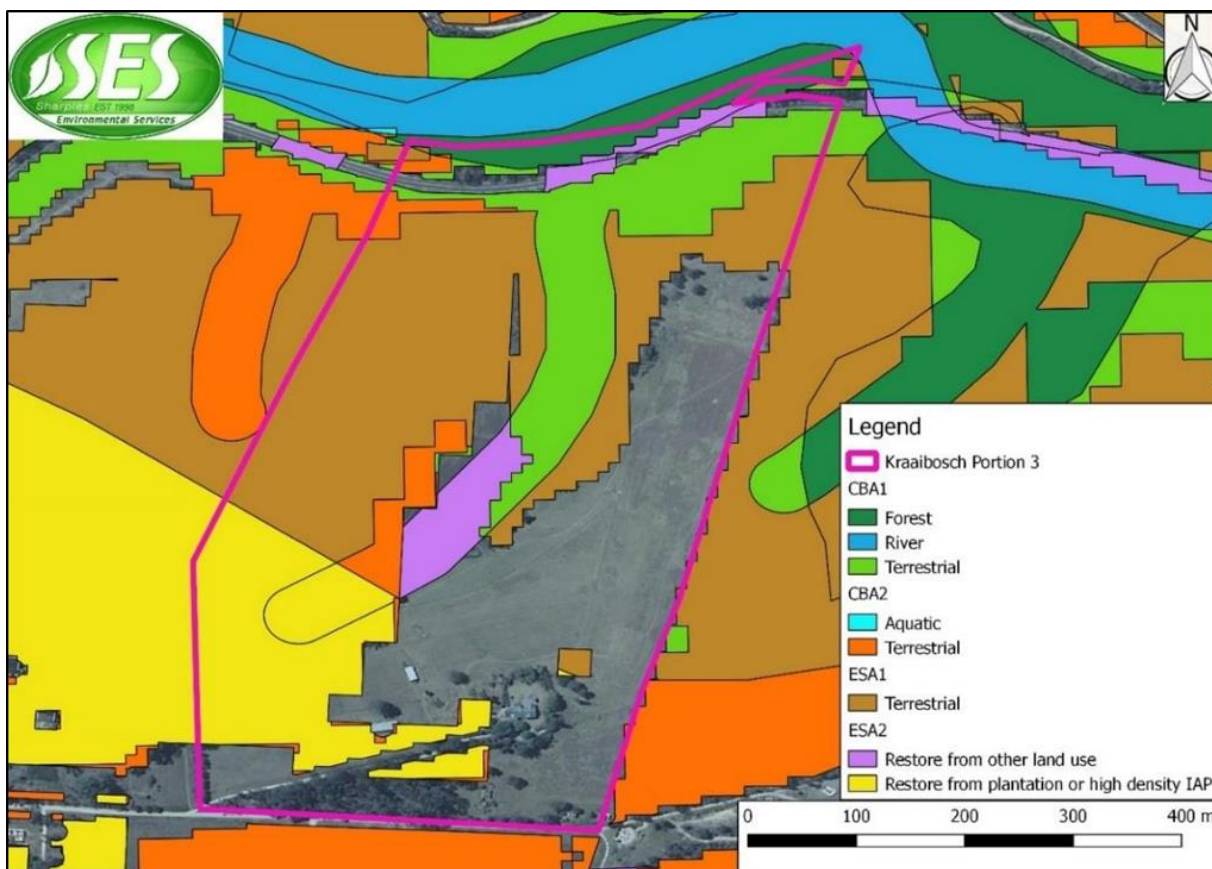 SES
Sharples EST 1998
Environmental Services
N
Legend
Kraaibosch Portion 3
CBA1
Forest
River
Terrestrial
CBA2
Aquatic
Terrestrial
ESA1
Terrestrial
ESA2
Restore from other land use
Restore from plantation or high density IAP
0 100 200 300 400 m